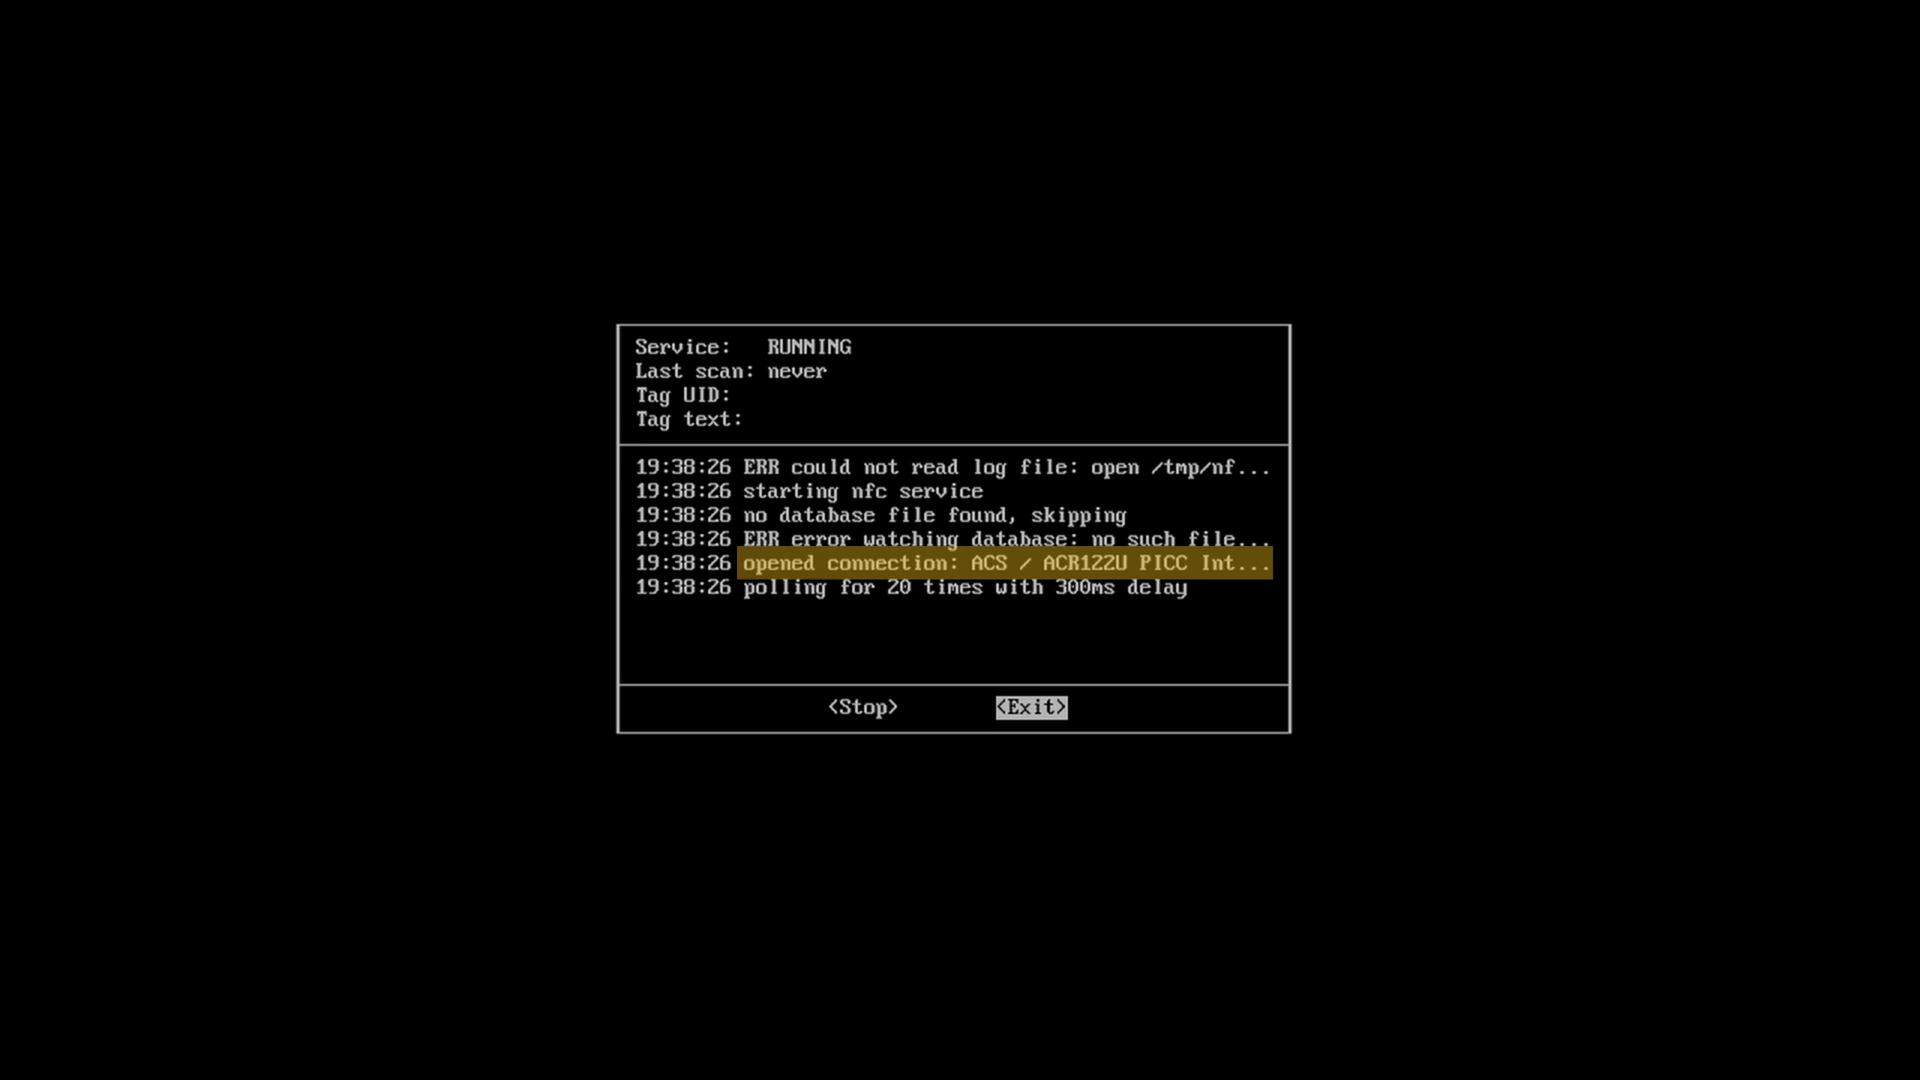 Service: RUNNING
Last scan: never
Tag UID:
Tag text:
19:38:26 ERR could not read log file: open /tmp/nf...
19:38:26 starting nfc service
19:38:26 no database file found, skipping
19:38:26 ERR error watching database: no such file...
19:38:26 opened connection: ACS / ACR122U PICC Int...
19:38:26 polling for 20 times with 300ms delay
<Stop> <Exit>